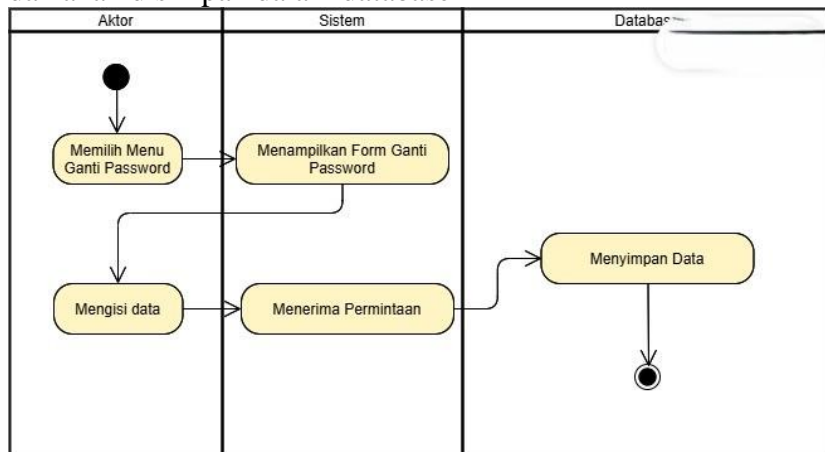 Aktor
Sistem
Memilih Menu
Ganti Password
Menampilkan Form Ganti
Password
Mengisi data
Menerima Permintaan
Menyimpan Data